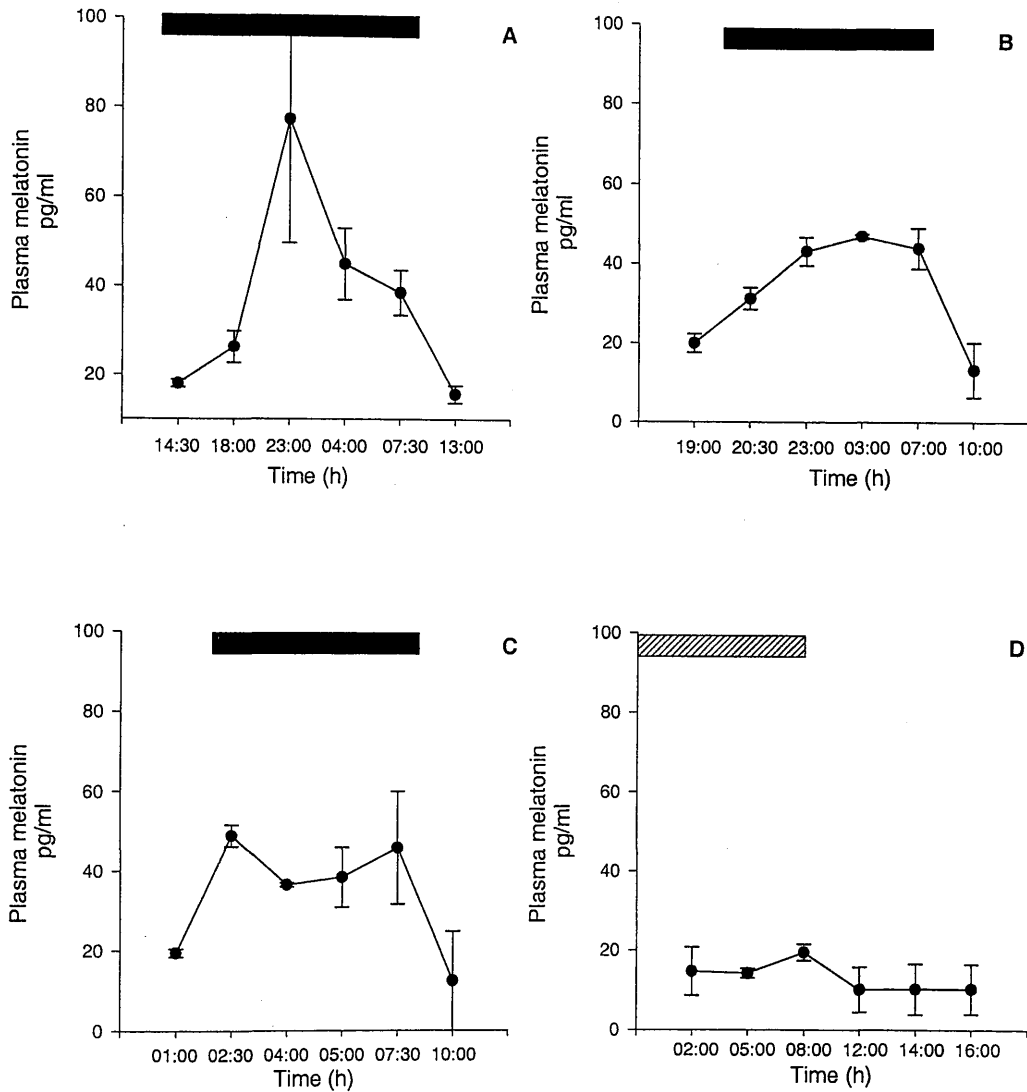 A
100
80
60
40
20
Plasma melatonin
pg/ml
14:30 18:00 23:00 04:00 07:30 13:00
Time (h)
B
100
80
60
40
20
0
Plasma melatonin
pg/ml
19:00 20:30 23:00 03:00 07:00 10:00
Time (h)
C
100
80
60
40
20
0
Plasma melatonin
pg/ml
01:00 02:30 04:00 05:00 07:30 10:00
Time (h)
D
100
80
60
40
20
0
Plasma melatonin
pg/ml
02:00 05:00 08:00 12:00 14:00 16:00
Time (h)